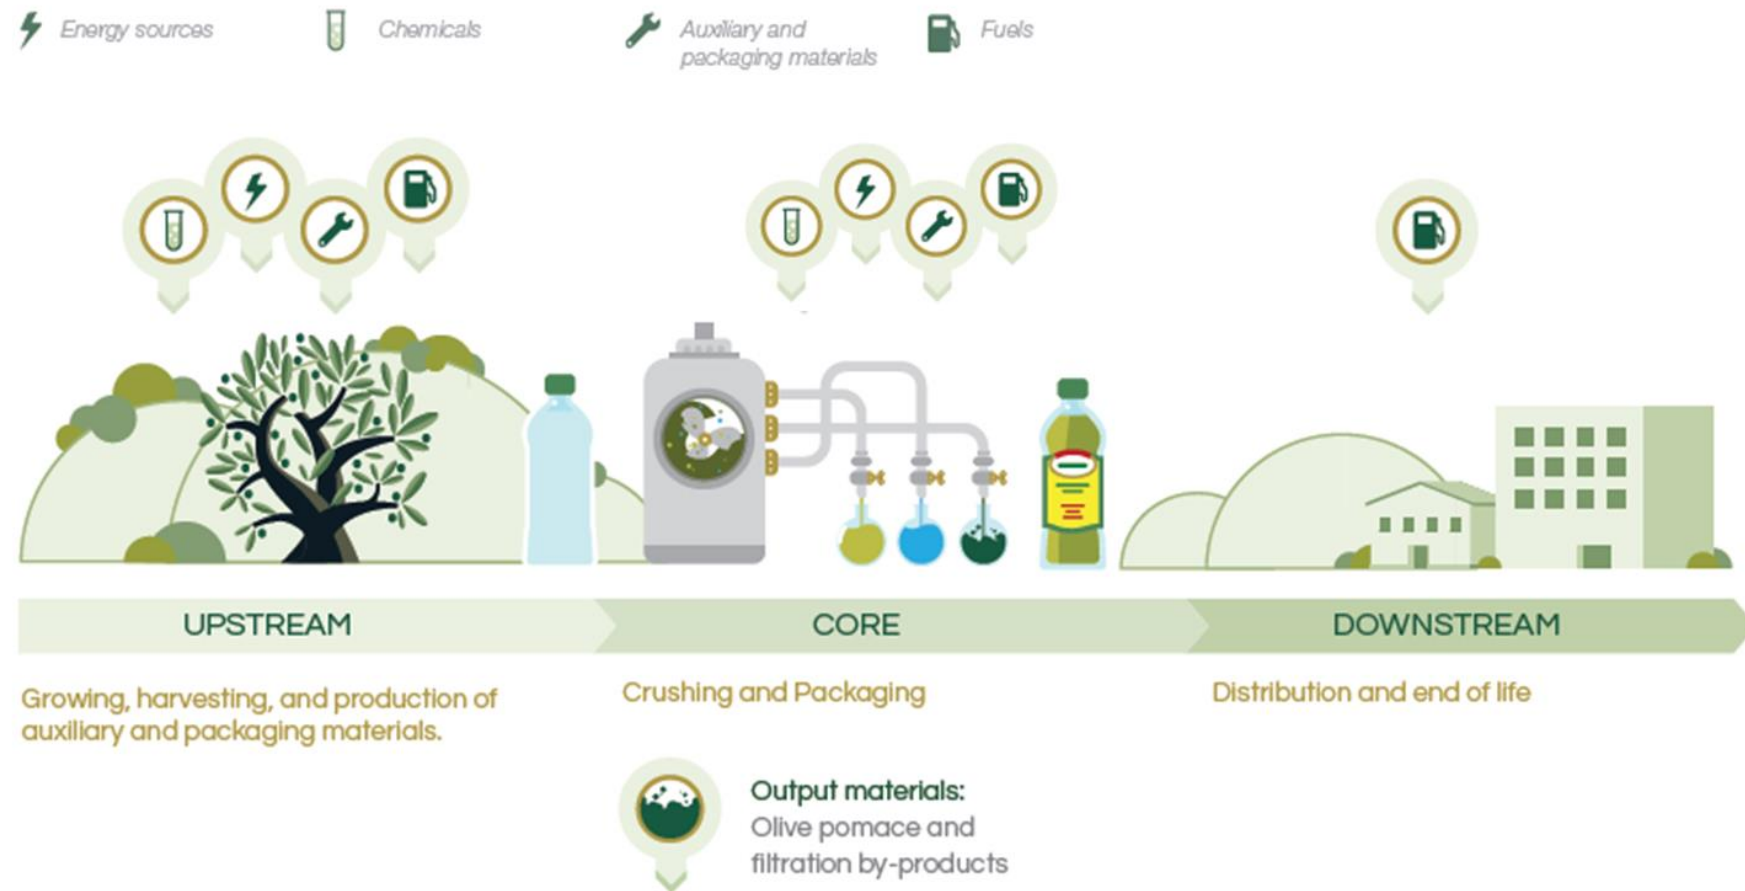 Energy sources
Chemicals
Auxiliary and
packaging materials
Fuels
UPSTREAM
CORE
DOWNSTREAM
Growing, harvesting, and production of
auxiliary and packaging materials.
Crushing and Packaging
Distribution and end of life
Output materials:
Olive pomace and
filtration by-products